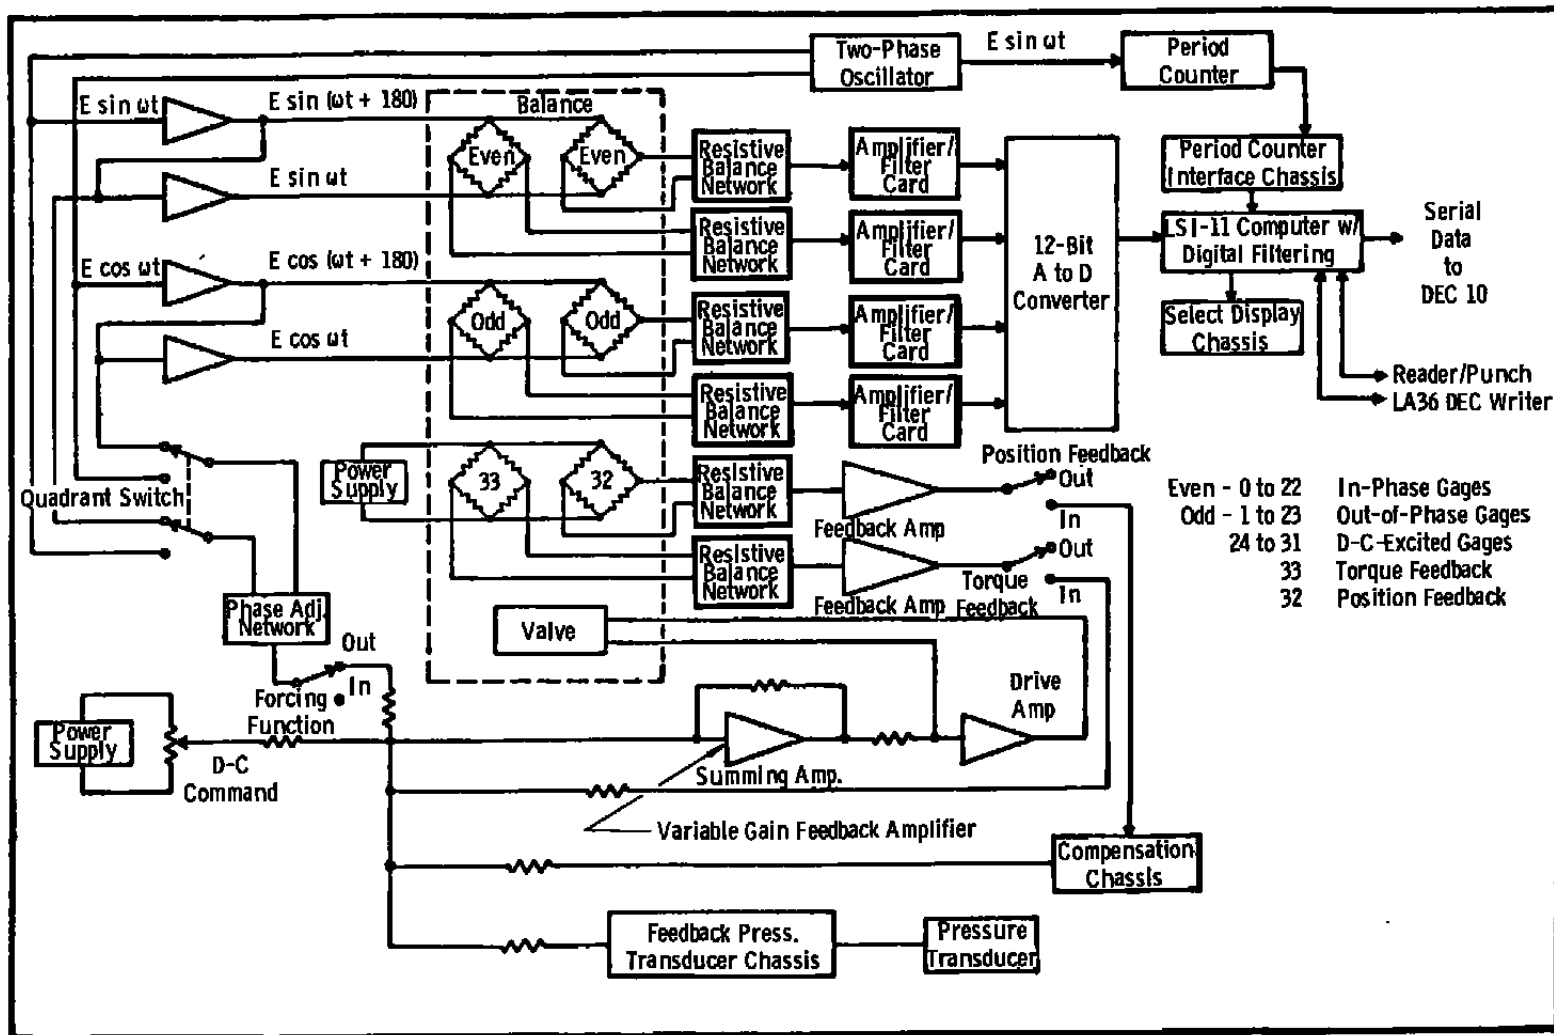 Two-Phase
Oscillator
E sin ωt
Period
Counter
E sin ωt
E sin (ωt + 180)
Balance
Even
Even
Resistive
Balance
Network
Amplifier/
Filter
Card
Period Counter
Interface Chassis
E sin ωt
Resistive
Balance
Network
Amplifier/
Filter
Card
12-Bit
A to D
Converter
LSI-11 Computer w/
Digital Filtering
Serial
Data
to
DEC 10
E cos ωt
E cos (ωt + 180)
Odd
Odd
Resistive
Balance
Network
Amplifier/
Filter
Card
Select Display
Chassis
E cos ωt
Resistive
Balance
Network
Amplifier/
Filter
Card
Reader/Punch
LA36 DEC Writer
Quadrant Switch
Power
Supply
33
32
Resistive
Balance
Network
Feedback Amp
Position Feedback
Out
In
Resistive
Balance
Network
Feedback Amp
Torque
Feedback
Out
In
Even - 0 to 22 In-Phase Gages
Odd - 1 to 23 Out-of-Phase Gages
24 to 31 D-C-Excited Gages
33 Torque Feedback
32 Position Feedback
Phase Adj.
Network
Valve
Out
In
Forcing
Function
Drive
Amp
Power
Supply
D-C
Command
Summing Amp.
Variable Gain Feedback Amplifier
Compensation
Chassis
Feedback Press.
Transducer Chassis
Pressure
Transducer